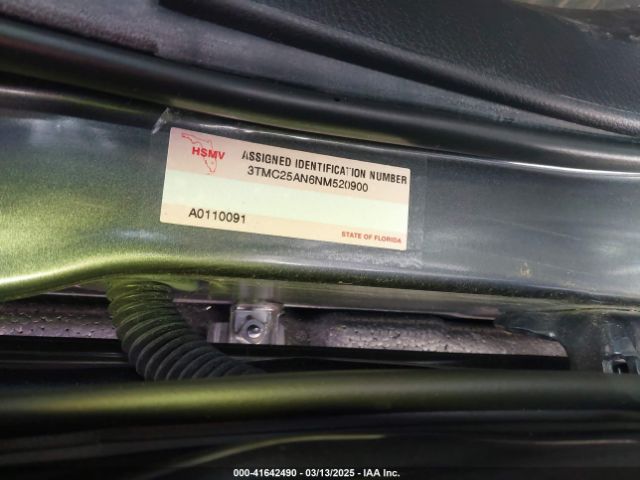 HSMV
ASSIGNED IDENTIFICATION NUMBER
3TMC25AN6NM520900
A0110091
STATE OF FLORIDA
000-41642490 - 03/13/2025 - IAA Inc.